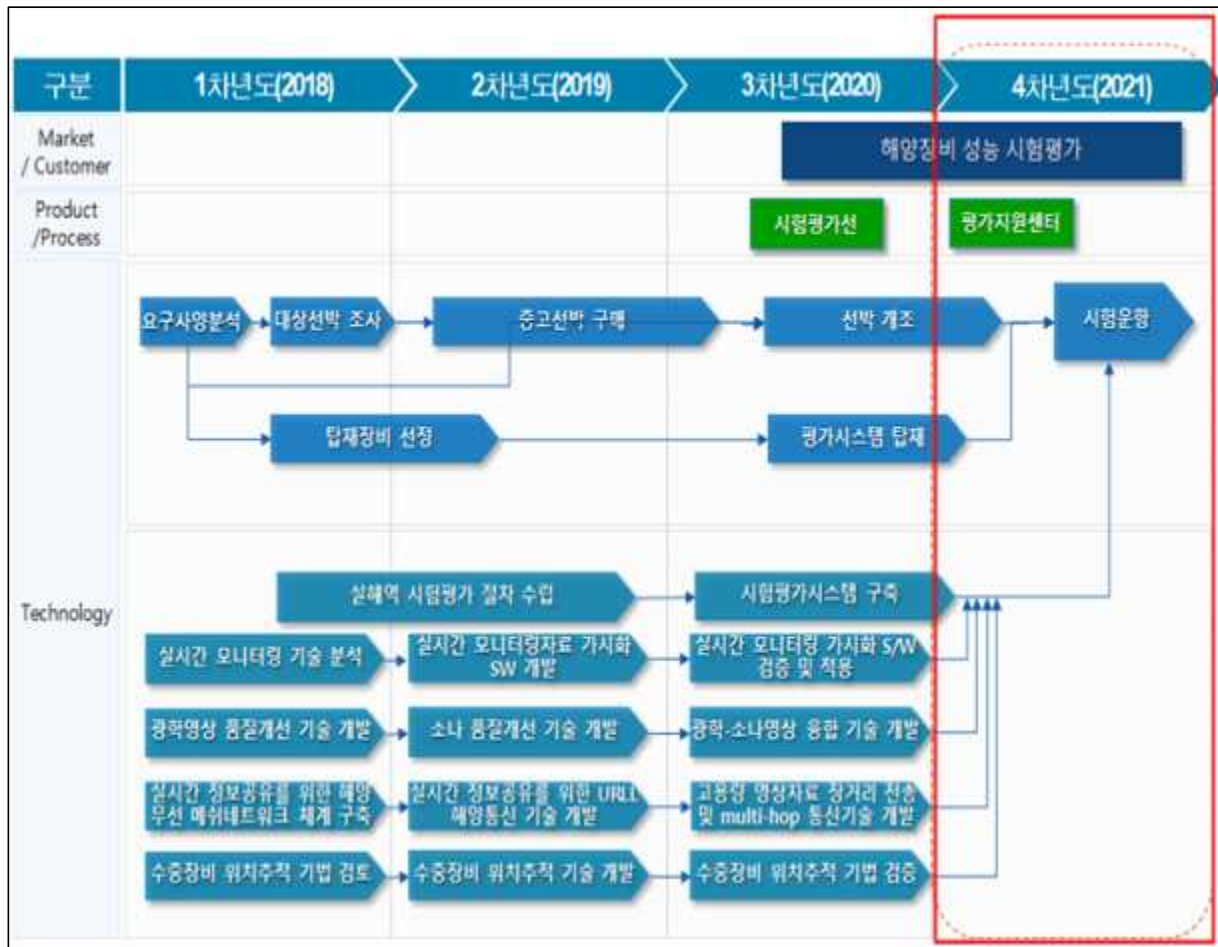 구분
1차년도(2018)
2차년도(2019)
3차년도(2020)
4차년도(2021)
Market
/ Customer
해양장비 성능 시험평가
Product
/Process
시험평가선
평가지원센터
요구사양분석
대상선박 조사
중고선박 구매
선박 개조
시험운항
탑재장비 선정
평가시스템 탑재
Technology
실해역 시험평가 절차 수립
시험평가시스템 구축
실시간 모니터링 기술 분석
실시간 모니터링자료 가시화
SW 개발
실시간 모니터링 가시화 S/W
검증 및 적용
광학영상 품질개선 기술 개발
소나 품질개선 기술 개발
광학-소나영상 융합 기술 개발
실시간 정보공유를 위한 해양
무선 메쉬네트워크 체계 구축
실시간 정보공유를 위한 URLL
해양통신 기술 개발
고용량 영상자료 장거리 전송
및 multi-hop 통신기술 개발
수중장비 위치추적 기법 검토
수중장비 위치추적 기술 개발
수중장비 위치추적 기법 검증